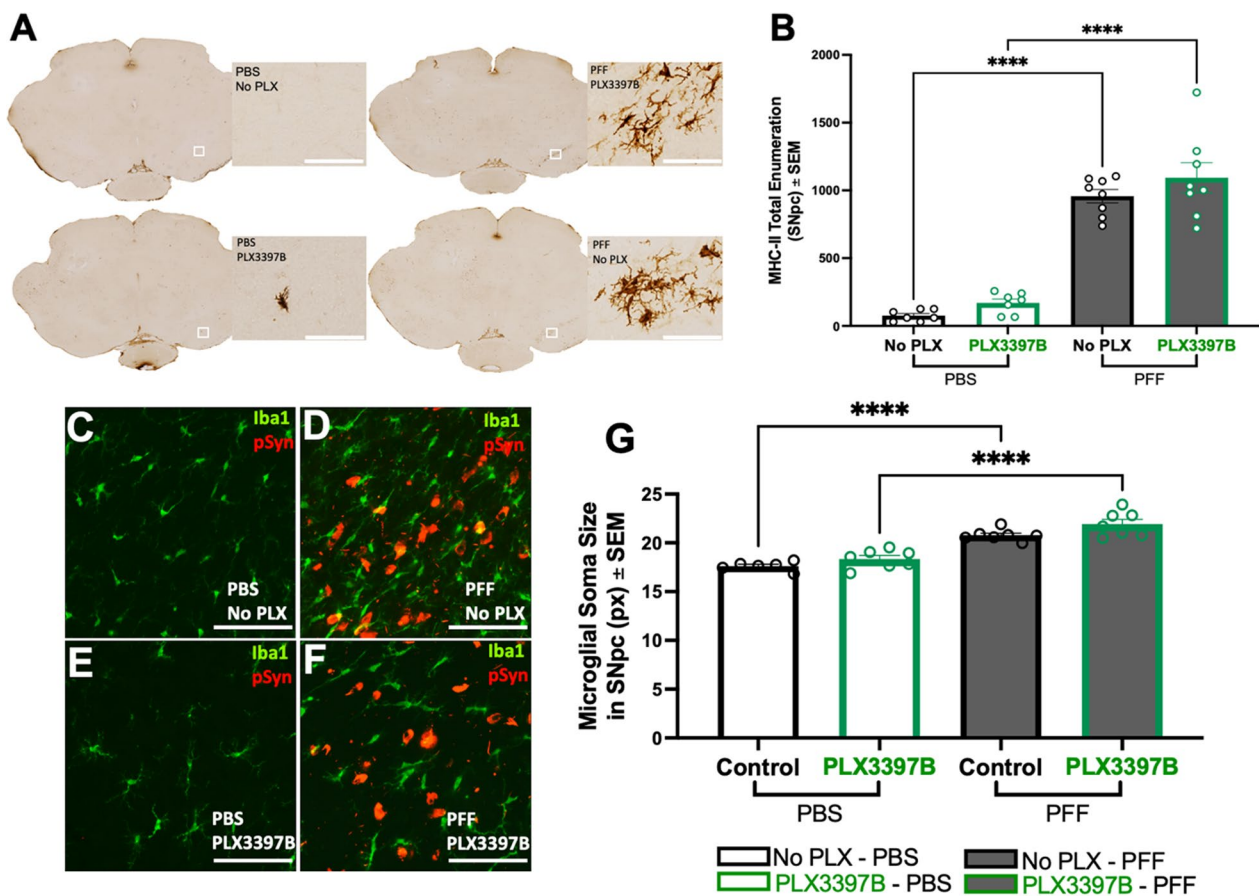 A
PBS
No PLX
PFF
PLX3397B
PBS
PLX3397B
PFF
No PLX
B
****
****
2000
1500
1000
500
0
MHC-II Total Enumeration
(SNpc) ± SEM
No PLX
PLX3397B
No PLX
PLX3397B
PBS
PFF
C
Iba1
pSyn
PBS
No PLX
D
Iba1
pSyn
PFF
No PLX
E
Iba1
pSyn
PBS
PLX3397B
F
Iba1
pSyn
PFF
PLX3397B
G
****
****
25
20
15
10
5
0
Microglial Soma Size
in SNpc (px) ± SEM
Control
PLX3397B
Control
PLX3397B
PBS
PFF
No PLX - PBS
No PLX - PFF
PLX3397B - PBS
PLX3397B - PFF